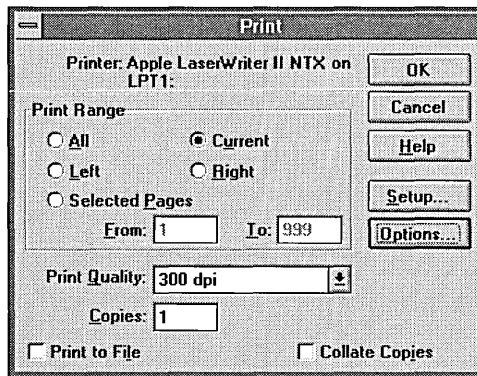 Print
Printer: Apple LaserWriter II NTX on
LPT1:
OK
Cancel
Help
Setup...
Options...
Print Range
All
Current
Left
Right
Selected Pages
From: 1 To: 999
Print Quality: 300 dpi
Copies: 1
Print to File
Collate Copies